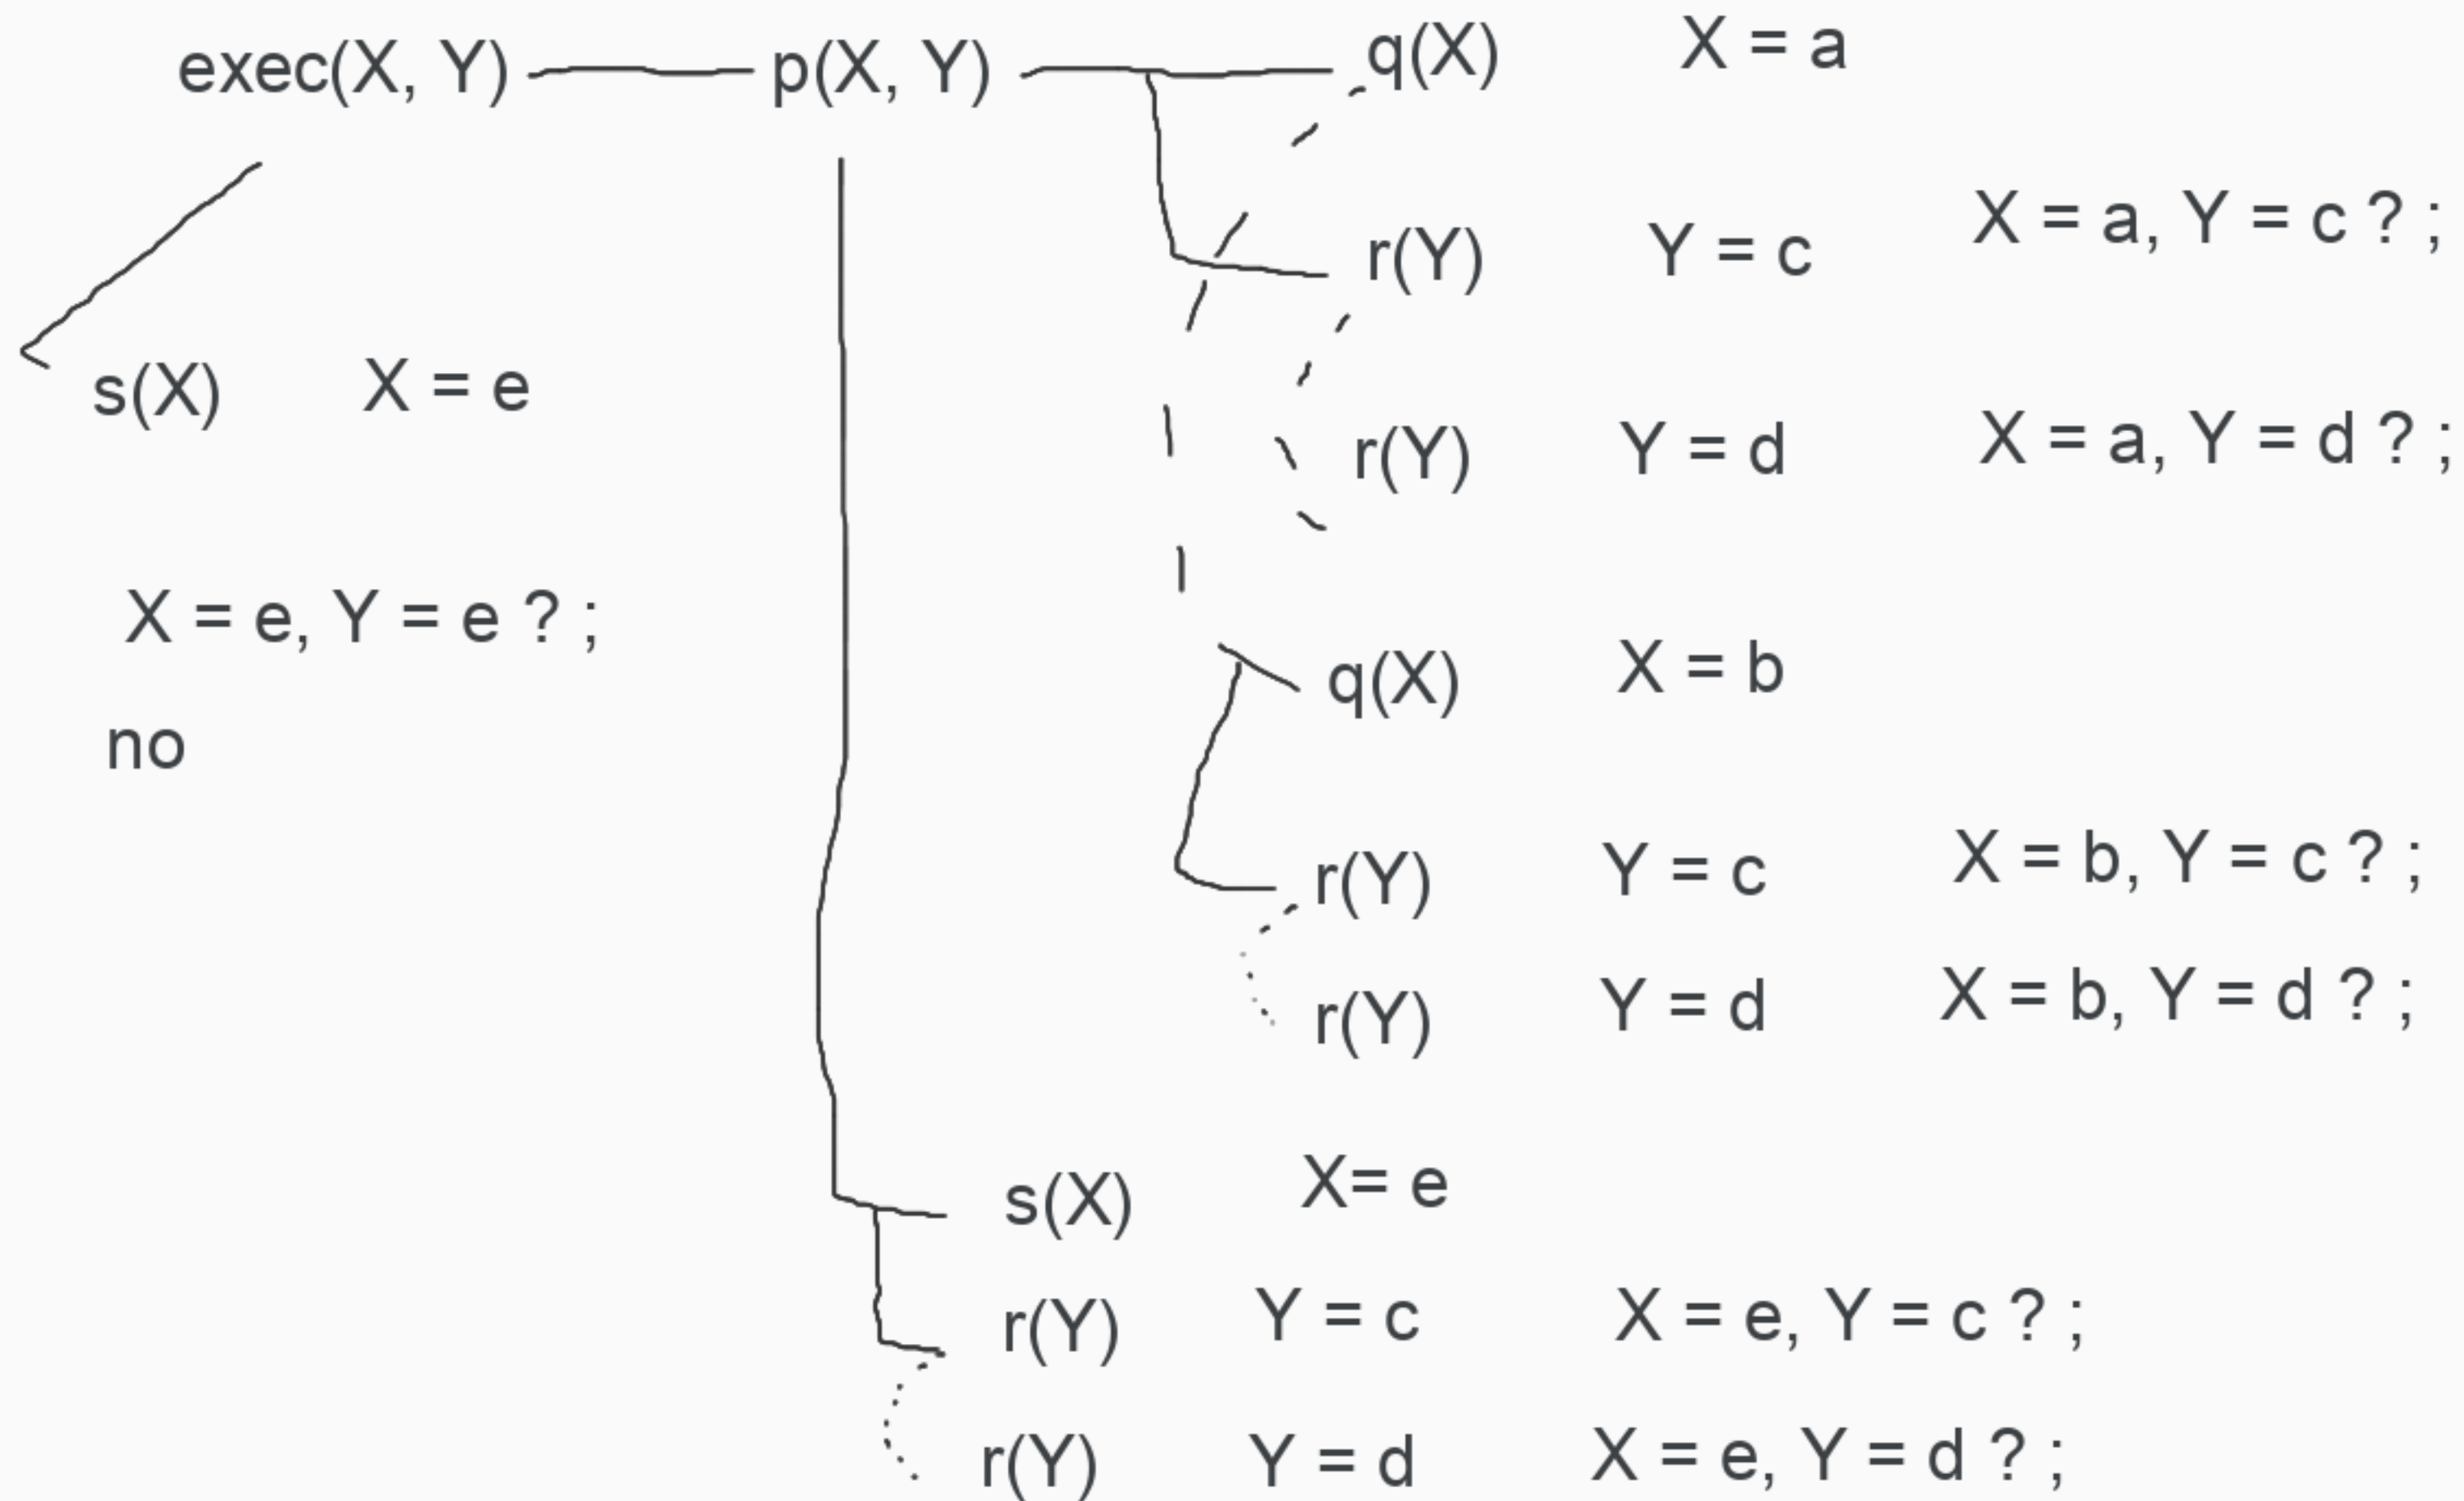 exec(X, Y) p(X, Y) q(X) X = a
r(Y) Y = c X = a, Y = c ? ;
s(X) X = e
r(Y) Y = d X = a, Y = d ? ;
X = e, Y = e ? ;
q(X) X = b
no
r(Y) Y = c X = b, Y = c ? ;
r(Y) Y = d X = b, Y = d ? ;
s(X) X= e
r(Y) Y = c X = e, Y = c ? ;
r(Y) Y = d X = e, Y = d ? ;